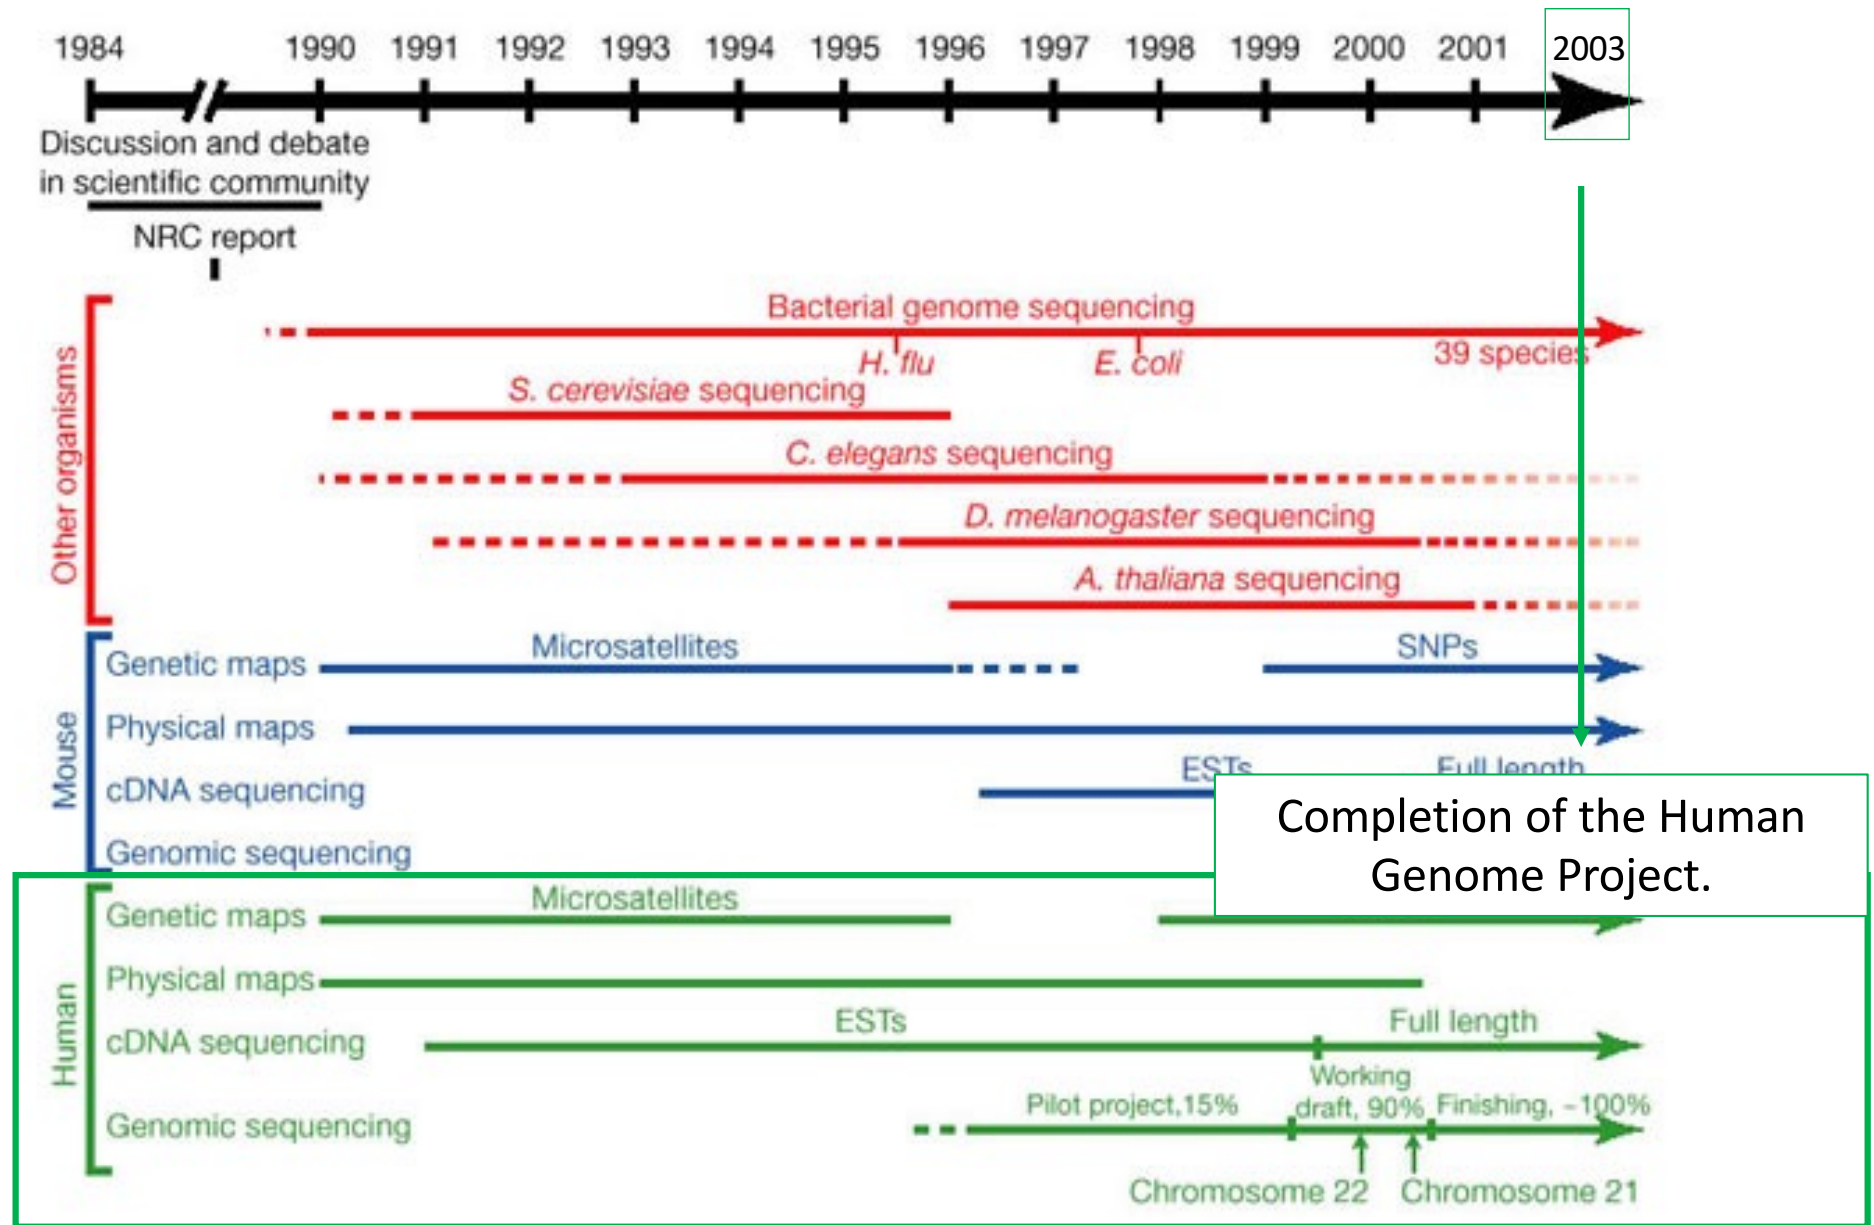 1984 1990 1991 1992 1993 1994 1995 1996 1997 1998 1999 2000 2001 2003
Discussion and debate
in scientific community
NRC report
Other organisms
Bacterial genome sequencing
H. flu E. coli 39 species
S. cerevisiae sequencing
C. elegans sequencing
D. melanogaster sequencing
A. thaliana sequencing
Mouse
Genetic maps Microsatellites SNPs
Physical maps
ESTs Full length
cDNA sequencing
Genomic sequencing
Completion of the Human
Genome Project.
Human
Genetic maps Microsatellites
Physical maps
ESTs Full length
cDNA sequencing
Working
Pilot project,15% draft, 90% Finishing, ~100%
Genomic sequencing
Chromosome 22 Chromosome 21